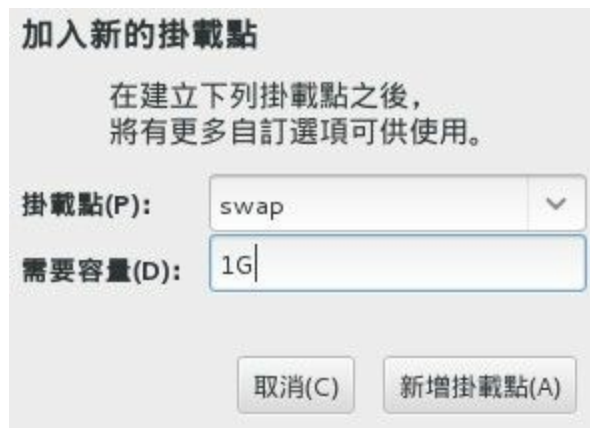 加入新的掛載點
在建立下列掛載點之後，
將有更多自訂選項可供使用。
掛載點(P)： swap
需要容量(D)： 1G
取消(C) 新增掛載點(A)